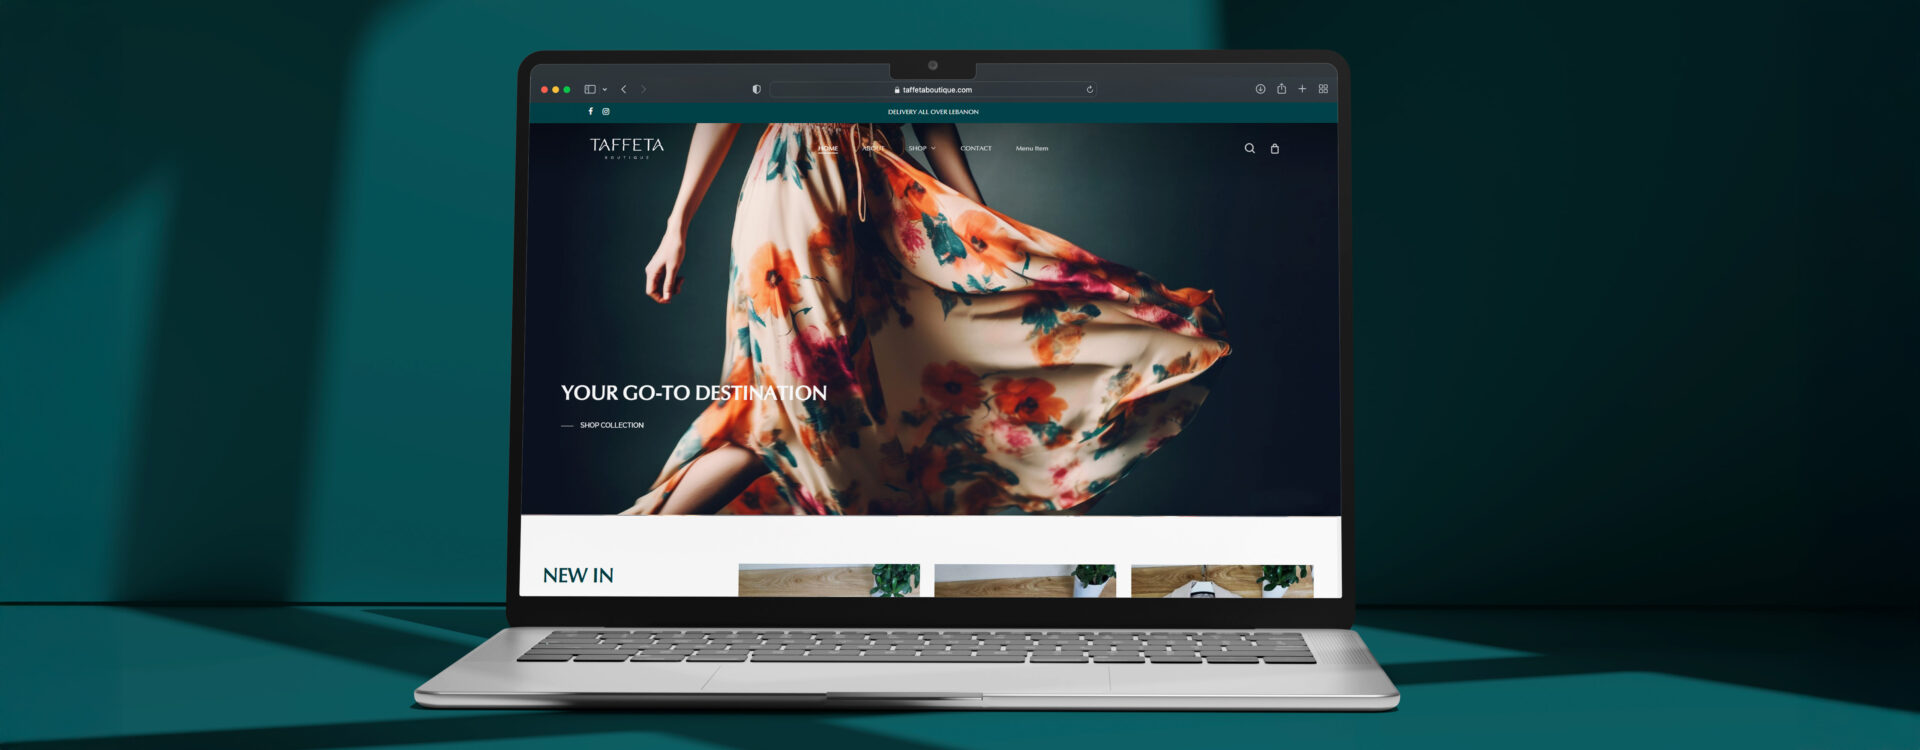 taffetaboutique.com
DELIVERY ALL OVER LEBANON
TAFFETA
BOUTIQUE
HOME ABOUT SHOP CONTACT Menu Item
YOUR GO-TO DESTINATION
SHOP COLLECTION
NEW IN